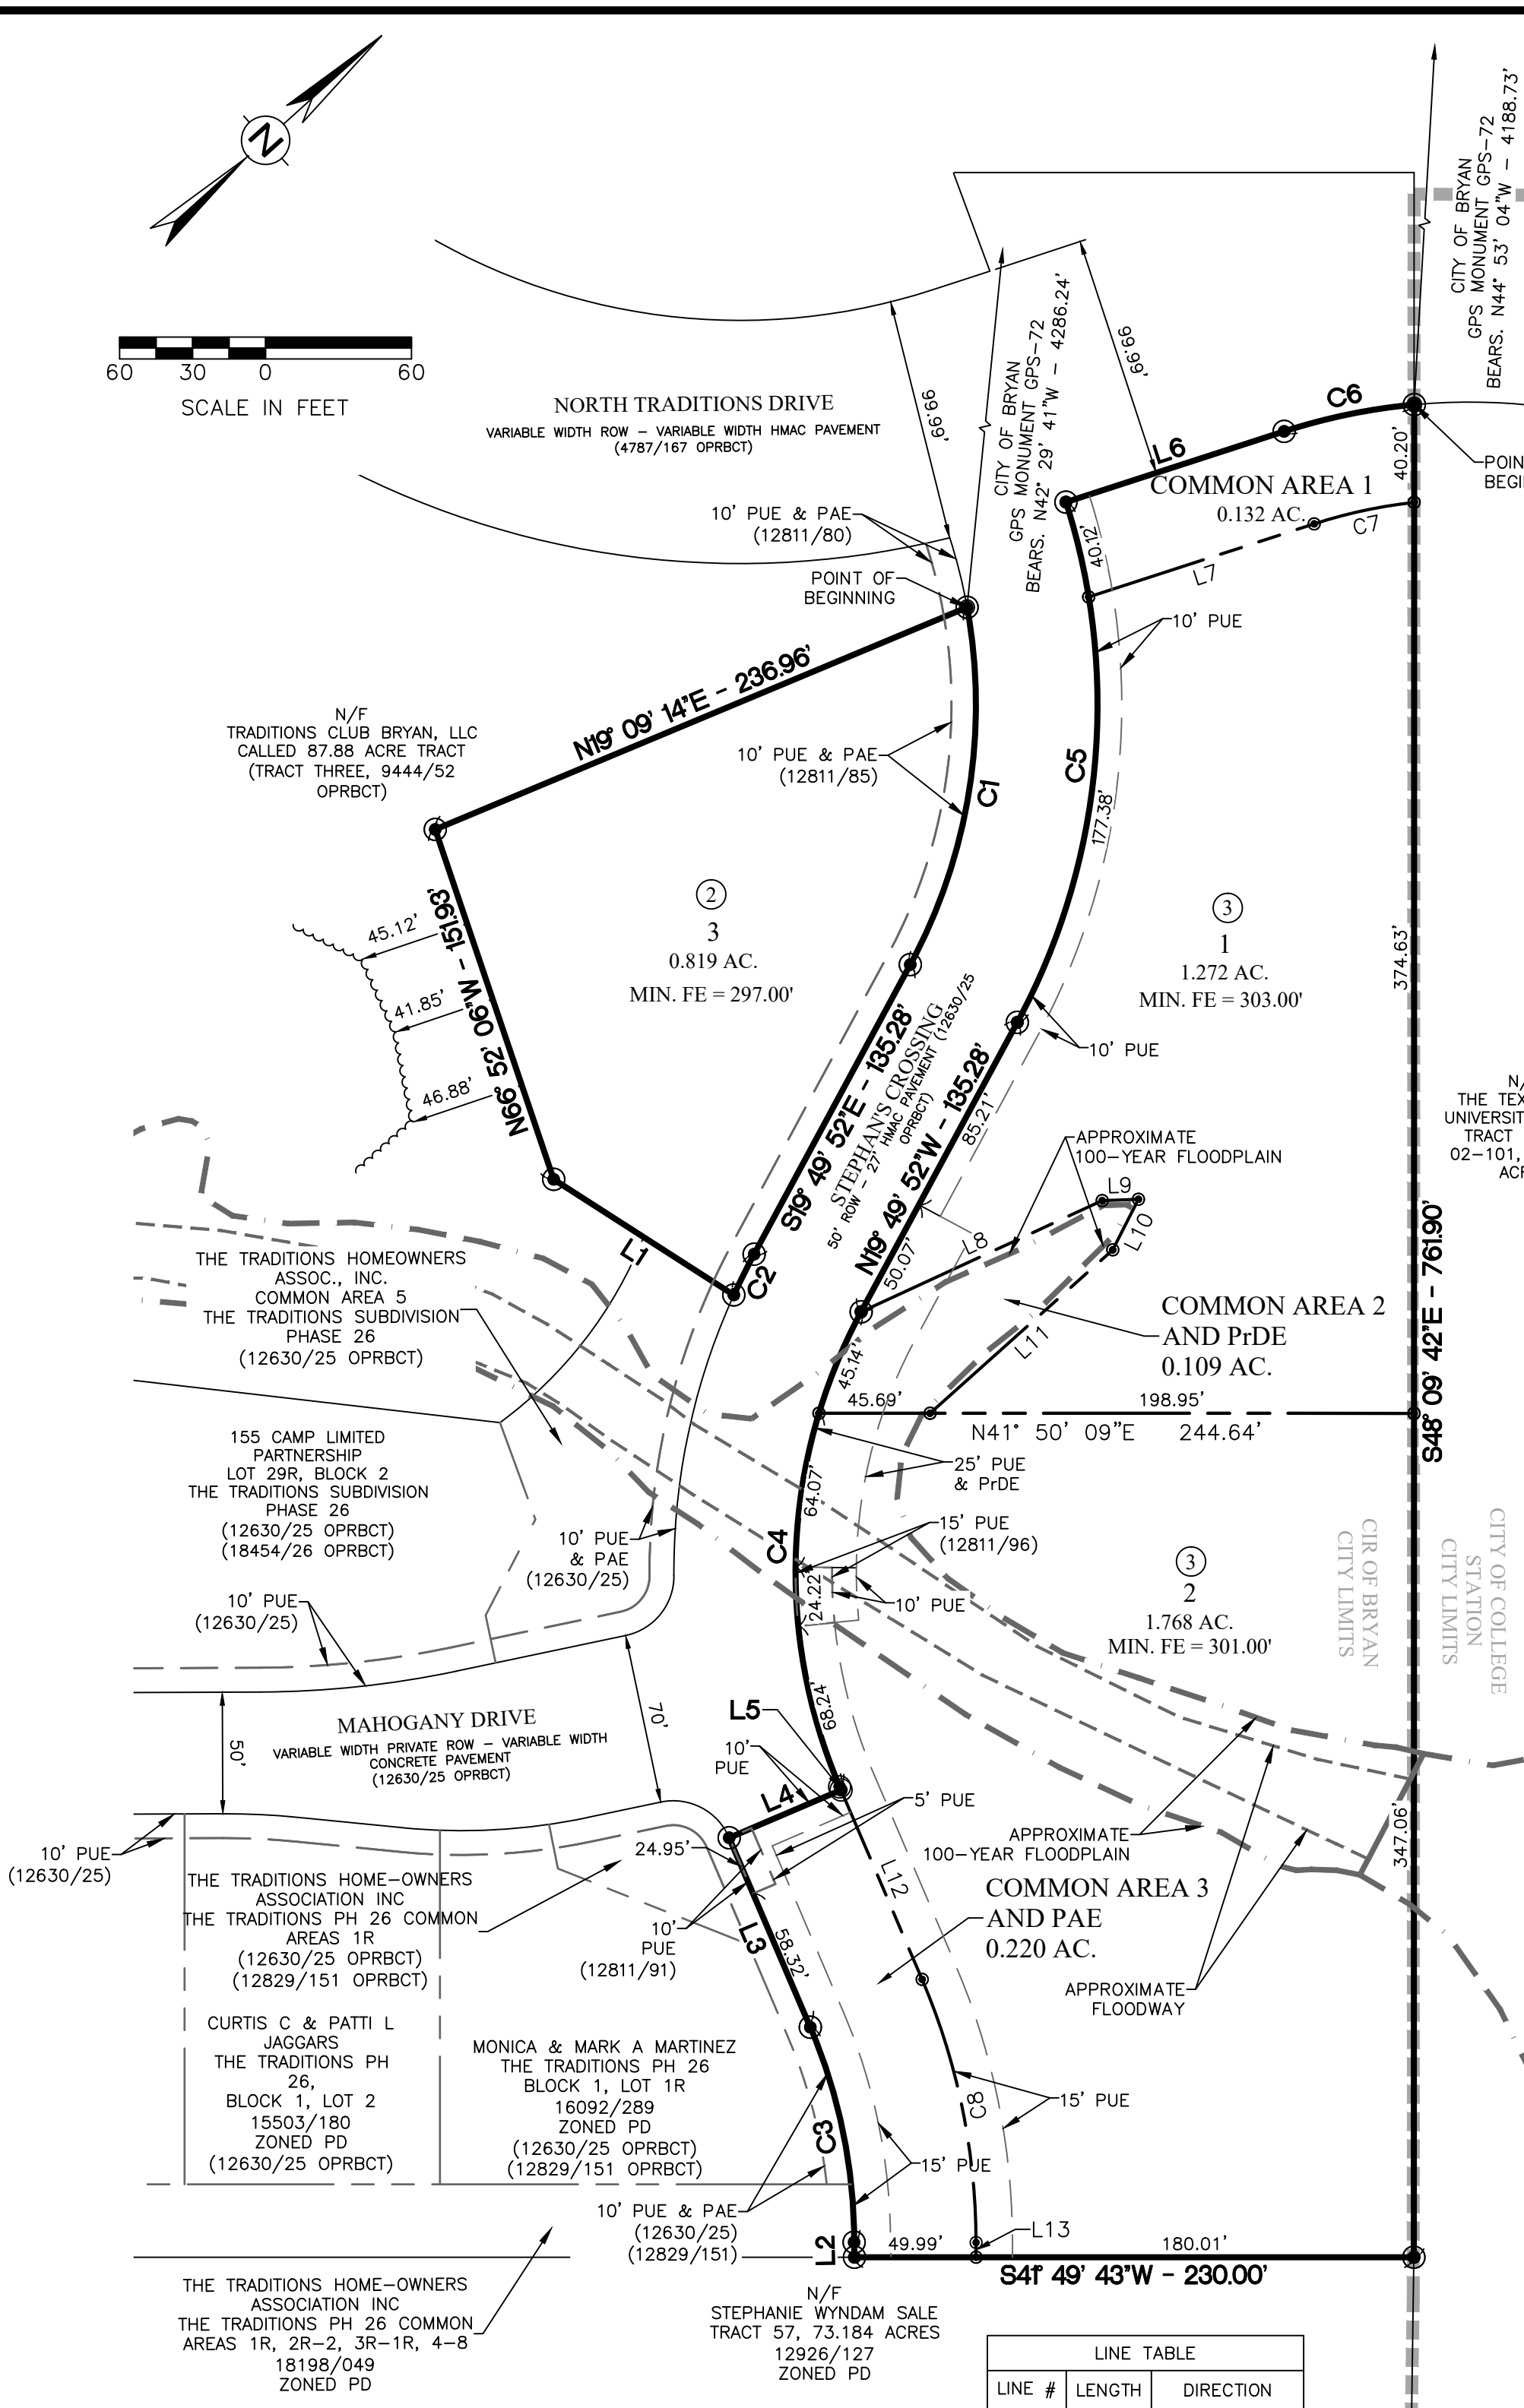 N
60 30 0 60
SCALE IN FEET
NORTH TRADITIONS DRIVE
VARIABLE WIDTH ROW – VARIABLE WIDTH HMAC PAVEMENT
(4787/167 OPRBCT)
66.66'
66.66'
CITY OF BRYAN
GPS MONUMENT GPS–72
BEARS. N42° 29' 41"W – 4286.24'
CITY OF BRYAN
GPS MONUMENT GPS–72
BEARS. N44° 53' 04"W – 4188.73'
C6
L6
40.20'
COMMON AREA 1
0.132 AC.
C7
L7
40.12'
10' PUE & PAE
(12811/80)
POINT OF
BEGINNING
10' PUE
N19° 09' 14"E - 236.96'
N/F
TRADITIONS CLUB BRYAN, LLC
CALLED 87.88 ACRE TRACT
(TRACT THREE, 9444/52
OPRBCT)
10' PUE & PAE
(12811/85)
C1
C5
177.38'
N66° 52' 06"W - 151.93'
45.12'
41.85'
46.88'
2
3
0.819 AC.
MIN. FE = 297.00'
3
1
1.272 AC.
MIN. FE = 303.00'
374.63'
S19° 49' 52"E - 135.28'
STEPHAN'S CROSSING
50' ROW – 27' HMAC PAVEMENT (12630/25
OPRBCT)
N19° 49' 52"W - 135.28'
85.21'
50.07'
10' PUE
APPROXIMATE
100–YEAR FLOODPLAIN
L9
L10
L8
L11
L1
C2
S48° 09' 42"E - 761.90'
THE TRADITIONS HOMEOWNERS
ASSOC., INC.
COMMON AREA 5
THE TRADITIONS SUBDIVISION
PHASE 26
(12630/25 OPRBCT)
COMMON AREA 2
AND PrDE
0.109 AC.
45.14'
45.69'
198.95'
N41° 50' 09"E 244.64'
155 CAMP LIMITED
PARTNERSHIP
LOT 29R, BLOCK 2
THE TRADITIONS SUBDIVISION
PHASE 26
(12630/25 OPRBCT)
(18454/26 OPRBCT)
25' PUE
& PrDE
64.07'
C4
15' PUE
(12811/96)
10' PUE
24.22'
10' PUE
& PAE
(12630/25)
10' PUE
(12630/25)
3
2
1.768 AC.
MIN. FE = 301.00'
CIR OF BRYAN
CITY LIMITS
CITY OF COLLEGE
STATION
CITY LIMITS
MAHOGANY DRIVE
VARIABLE WIDTH PRIVATE ROW – VARIABLE WIDTH
CONCRETE PAVEMENT
(12630/25 OPRBCT)
50'
70'
68.24'
L5
10'
PUE
L4
5' PUE
24.95'
10' PUE
(12630/25)
THE TRADITIONS HOME–OWNERS
ASSOCIATION INC
THE TRADITIONS PH 26 COMMON
AREAS 1R
(12630/25 OPRBCT)
(12829/151 OPRBCT)
10'
PUE
(12811/91)
L3
58.32'
L12
APPROXIMATE
100–YEAR FLOODPLAIN
347.06'
COMMON AREA 3
AND PAE
0.220 AC.
APPROXIMATE
FLOODWAY
CURTIS C & PATTI L
JAGGARS
THE TRADITIONS PH
26,
BLOCK 1, LOT 2
15503/180
ZONED PD
(12630/25 OPRBCT)
MONICA & MARK A MARTINEZ
THE TRADITIONS PH 26
BLOCK 1, LOT 1R
16092/289
ZONED PD
(12630/25 OPRBCT)
(12829/151 OPRBCT)
C3
C8
15' PUE
15' PUE
10' PUE & PAE
(12630/25)
(12829/151)
L2
49.99'
L13
180.01'
S41° 49' 43"W - 230.00'
THE TRADITIONS HOME–OWNERS
ASSOCIATION INC
THE TRADITIONS PH 26 COMMON
AREAS 1R, 2R–2, 3R–1R, 4–8
18198/049
ZONED PD
N/F
STEPHANIE WYNDAM SALE
TRACT 57, 73.184 ACRES
12926/127
ZONED PD
LINE TABLE
LINE # LENGTH DIRECTION
THE
TRACT
02–101,